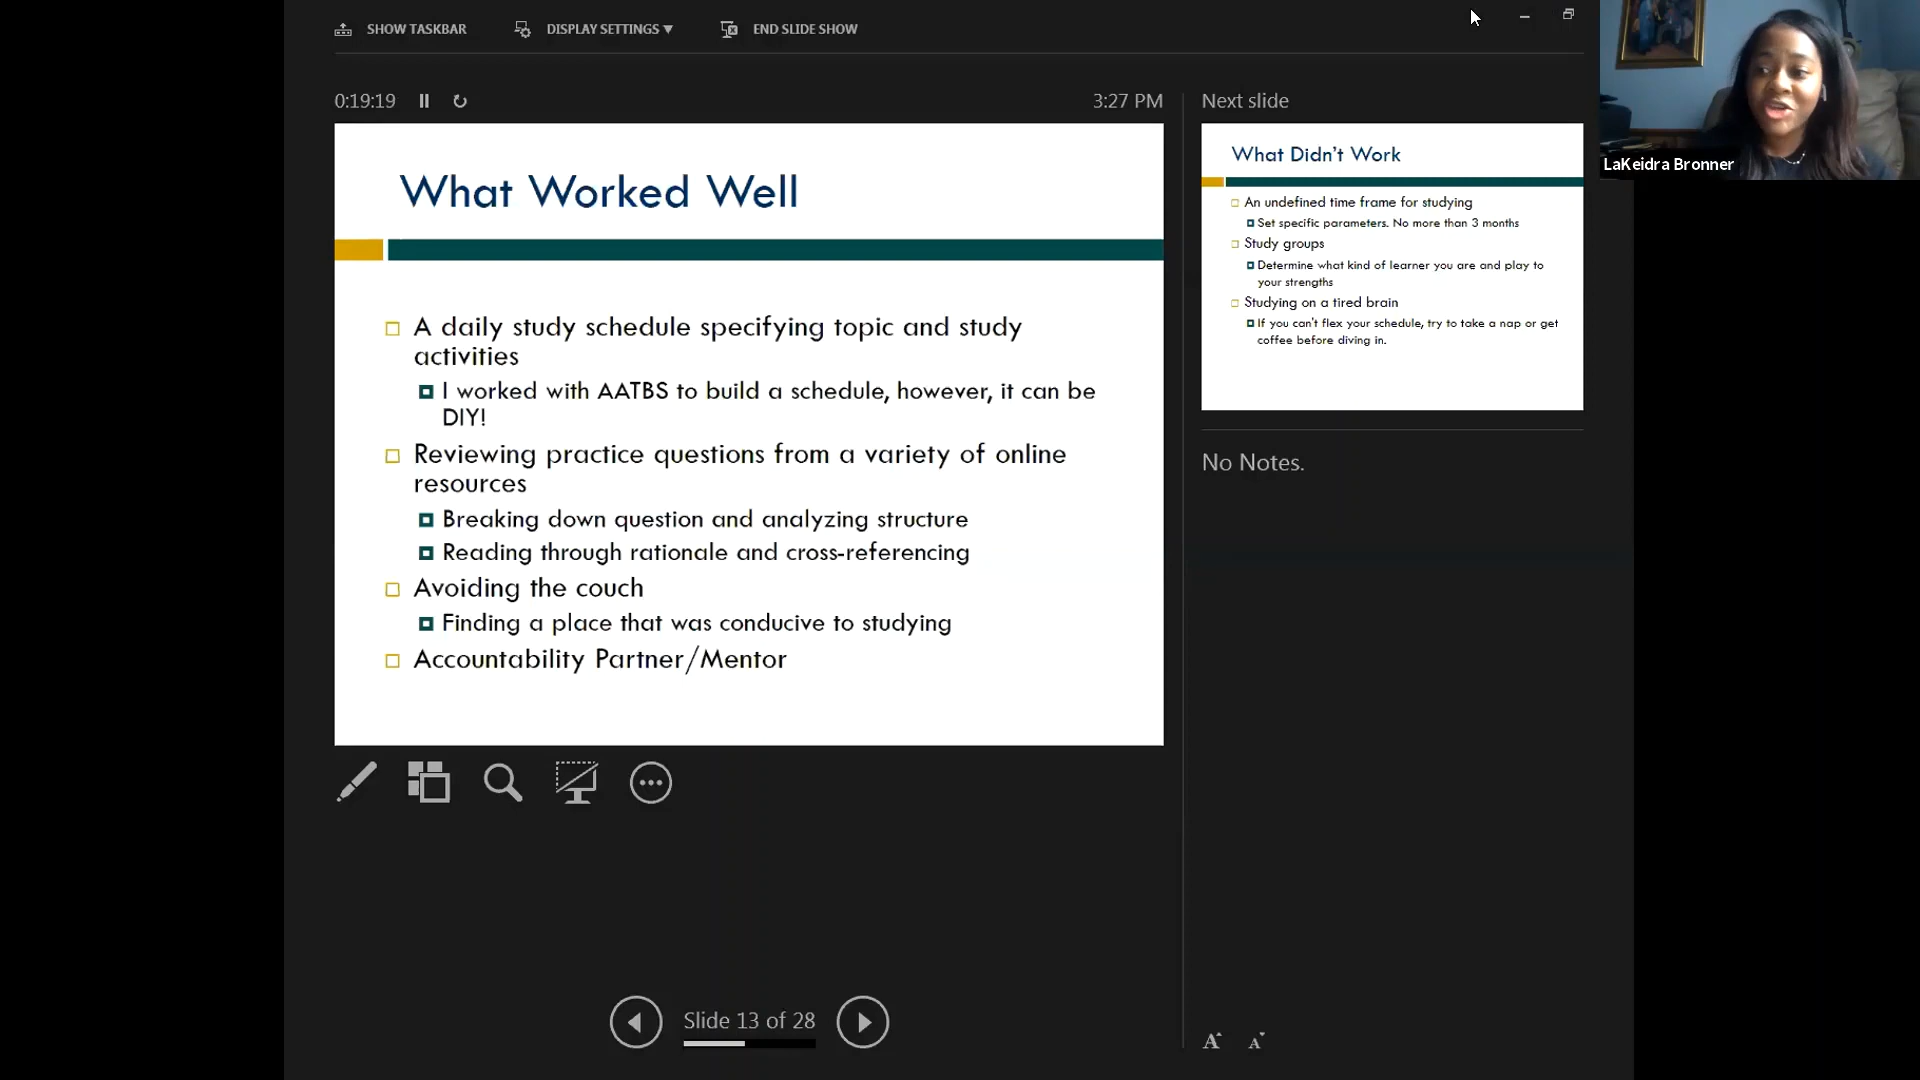 SHOW TASKBAR
DISPLAY SETTINGS ▼
END SLIDE SHOW
0:19:19
3:27 PM
What Worked Well
A daily study schedule specifying topic and study
activities
I worked with AATBS to build a schedule, however, it can be
DIY!
Reviewing practice questions from a variety of online
resources
Breaking down question and analyzing structure
Reading through rationale and cross-referencing
Avoiding the couch
Finding a place that was conducive to studying
Accountability Partner/Mentor
Slide 13 of 28
Next slide
What Didn't Work
An undefined time frame for studying
Set specific parameters. No more than 3 months
Study groups
Determine what kind of learner you are and play to
your strengths
Studying on a tired brain
If you can't flex your schedule, try to take a nap or get
coffee before diving in.
No Notes.
A A
LaKeidra Bronner